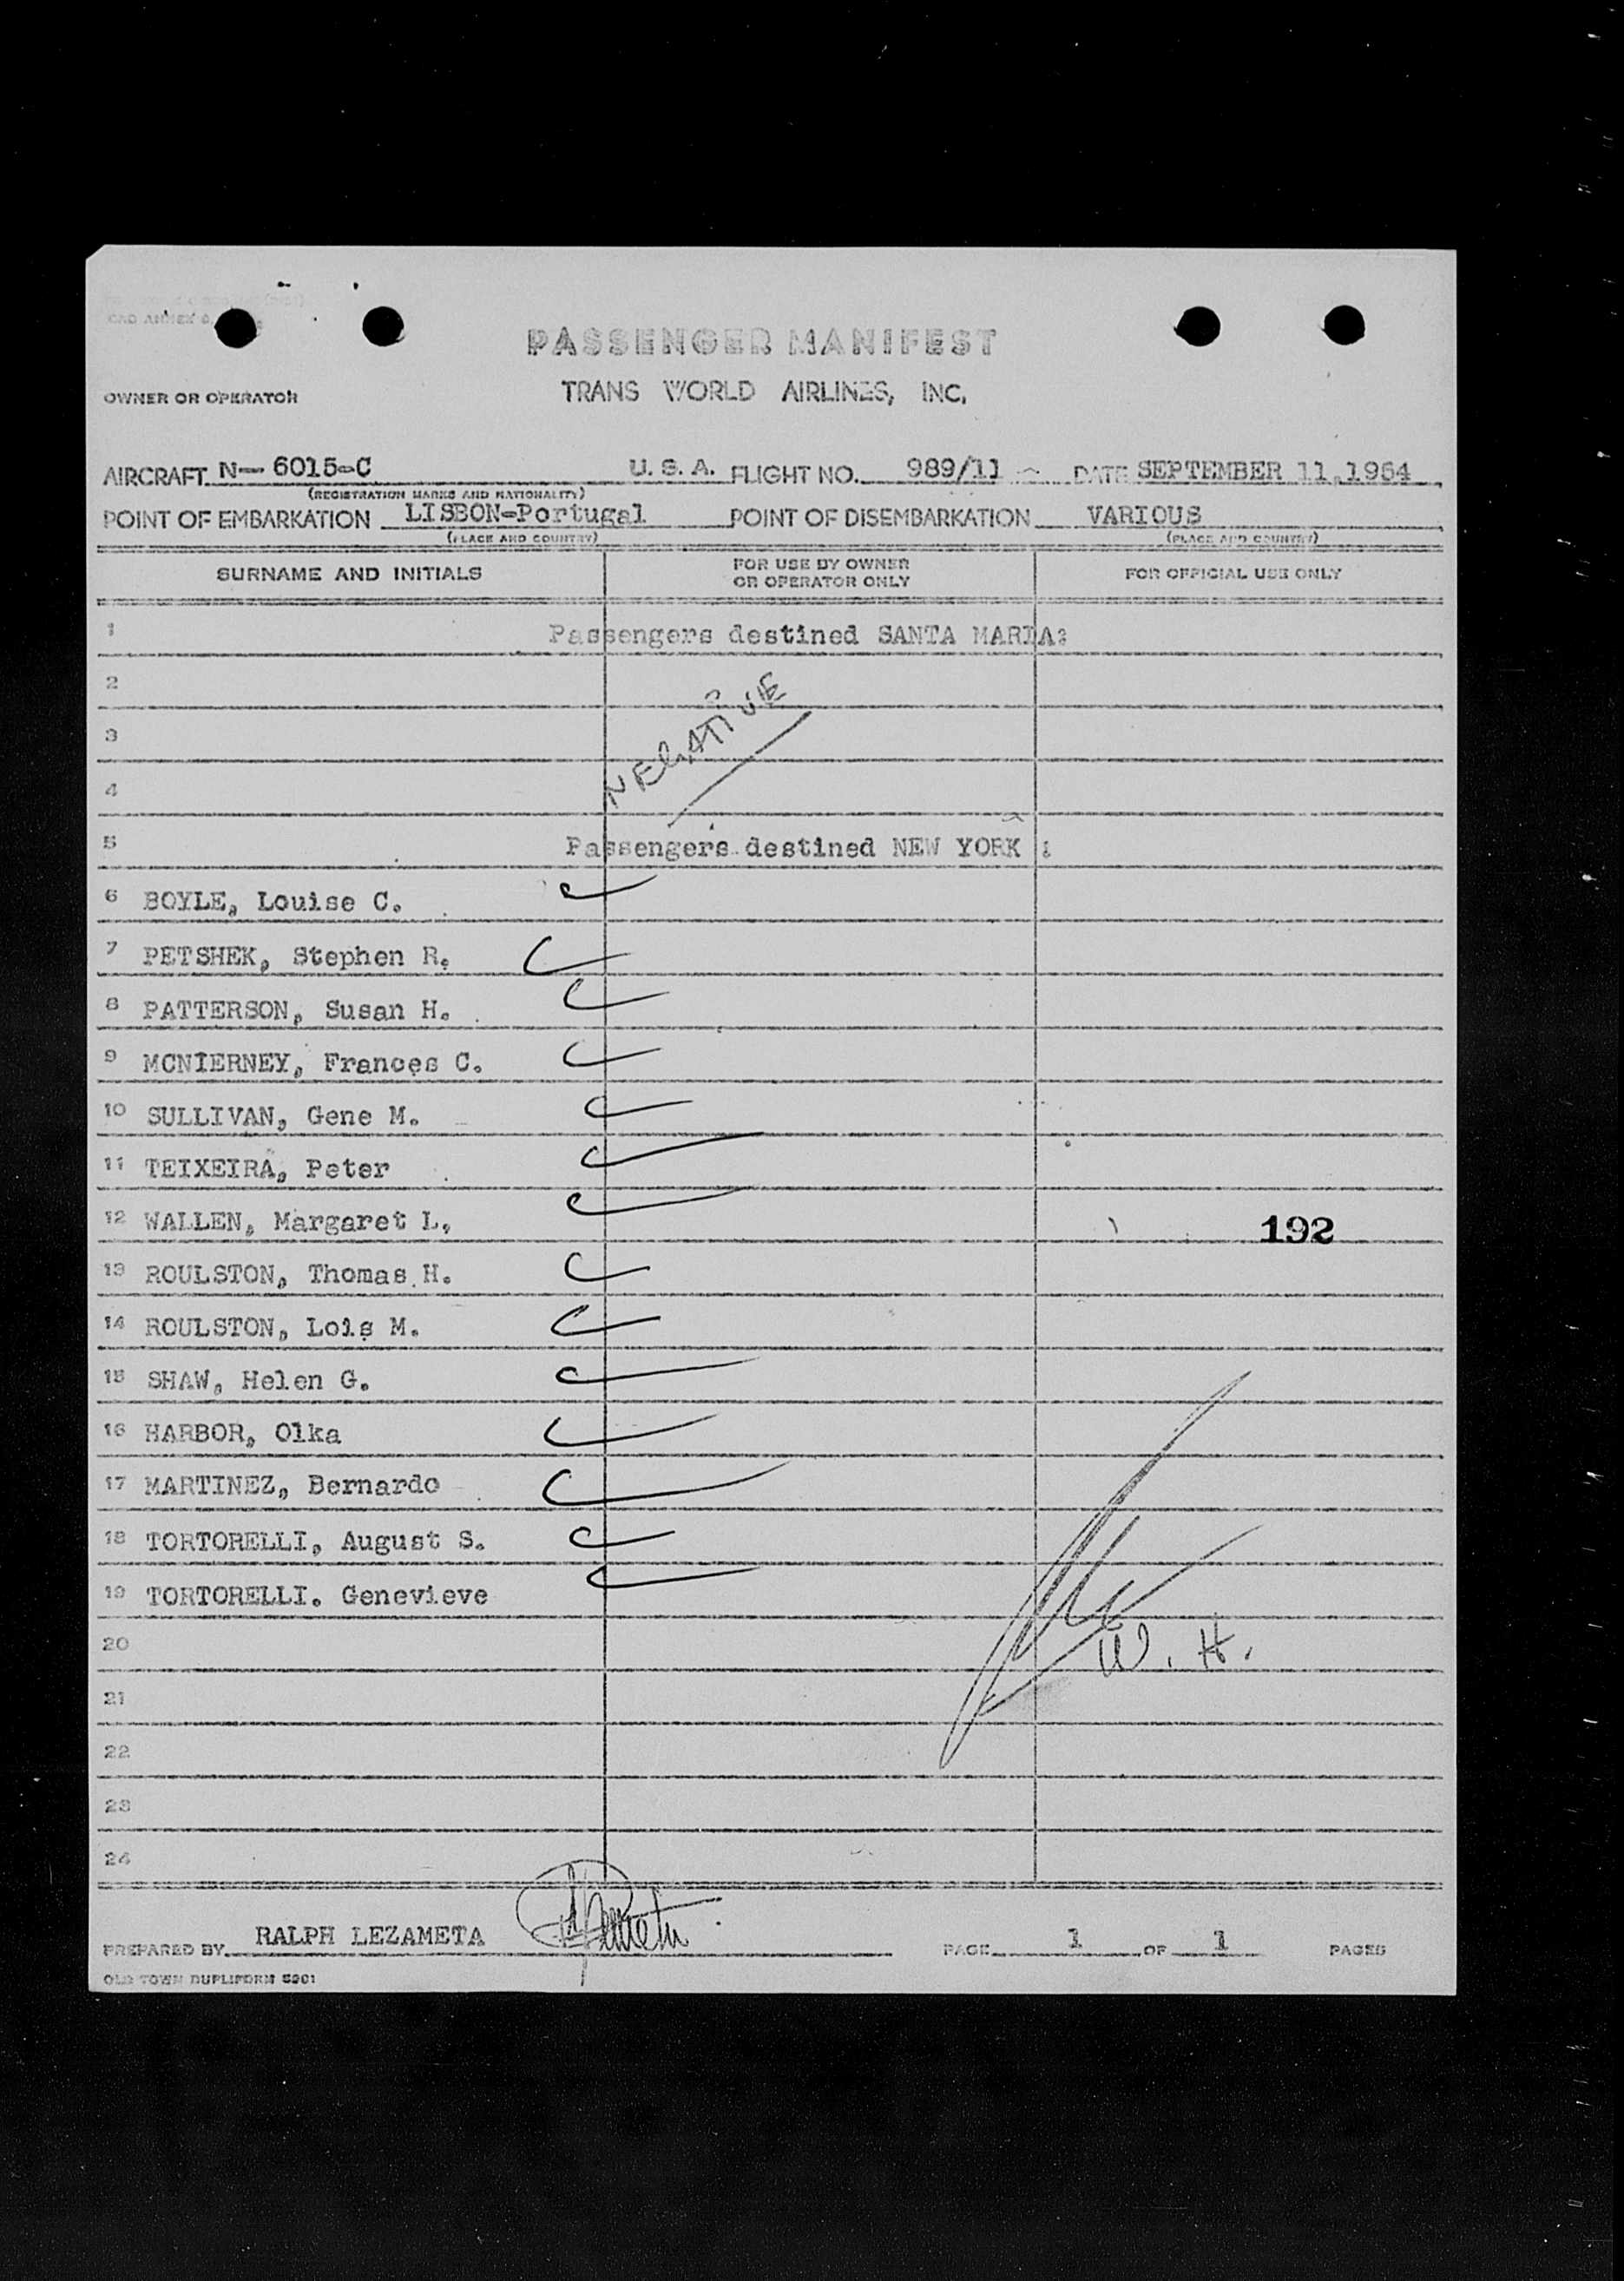 PASSENGER MANIFEST
OWNER OR OPERATOR TRANS WORLD AIRLINES, INC.
AIRCRAFT N- 6015-C U. S. A. FLIGHT NO. 989/11 DATE SEPTEMBER 11,1954
(REGISTRATION MARKS AND NATIONALITY)
POINT OF EMBARKATION LISBON-Portugal POINT OF DISEMBARKATION VARIOUS
(PLACE AND COUNTRY) (PLACE AND COUNTRY)
SURNAME AND INITIALS FOR USE BY OWNER OR OPERATOR ONLY FOR OFFICIAL USE ONLY
1 Passengers destined SANTA MARIA:
2
3 NEGATIVE
4
5 Passengers destined NEW YORK :
6 BOYLE, Louise C.
7 PETSHEK, Stephen R.
8 PATTERSON, Susan H.
9 MCNIERNEY, Frances C.
10 SULLIVAN, Gene M.
11 TEIXEIRA, Peter
12 WALLEN, Margaret L. 192
13 ROULSTON, Thomas H.
14 ROULSTON, Lois M.
15 SHAW, Helen G.
16 HARBOR, Olka
17 MARTINEZ, Bernardo
18 TORTORELLI, August S.
19 TORTORELLI. Genevieve
20 W. H.
21
22
23
24
PREPARED BY RALPH LEZAMETA PAGE 1 OF 1 PAGES
OLD TOWN DUPLIFORM